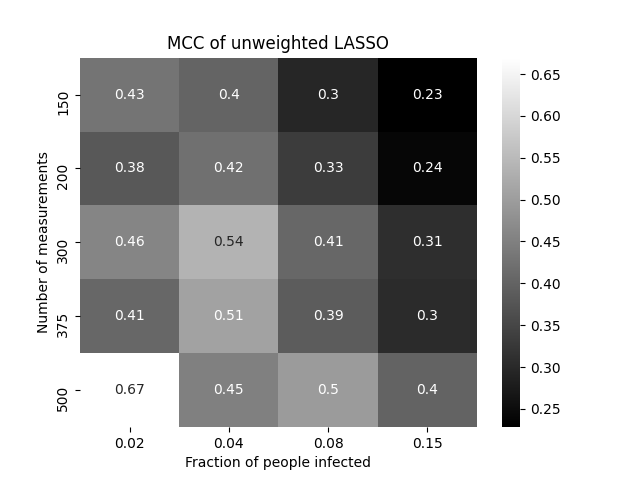 MCC of unweighted LASSO
Number of measurements
150 0.43 0.4 0.3 0.23
200 0.38 0.42 0.33 0.24
300 0.46 0.54 0.41 0.31
375 0.41 0.51 0.39 0.3
500 0.67 0.45 0.5 0.4
0.02 0.04 0.08 0.15
Fraction of people infected
0.65
0.60
0.55
0.50
0.45
0.40
0.35
0.30
0.25